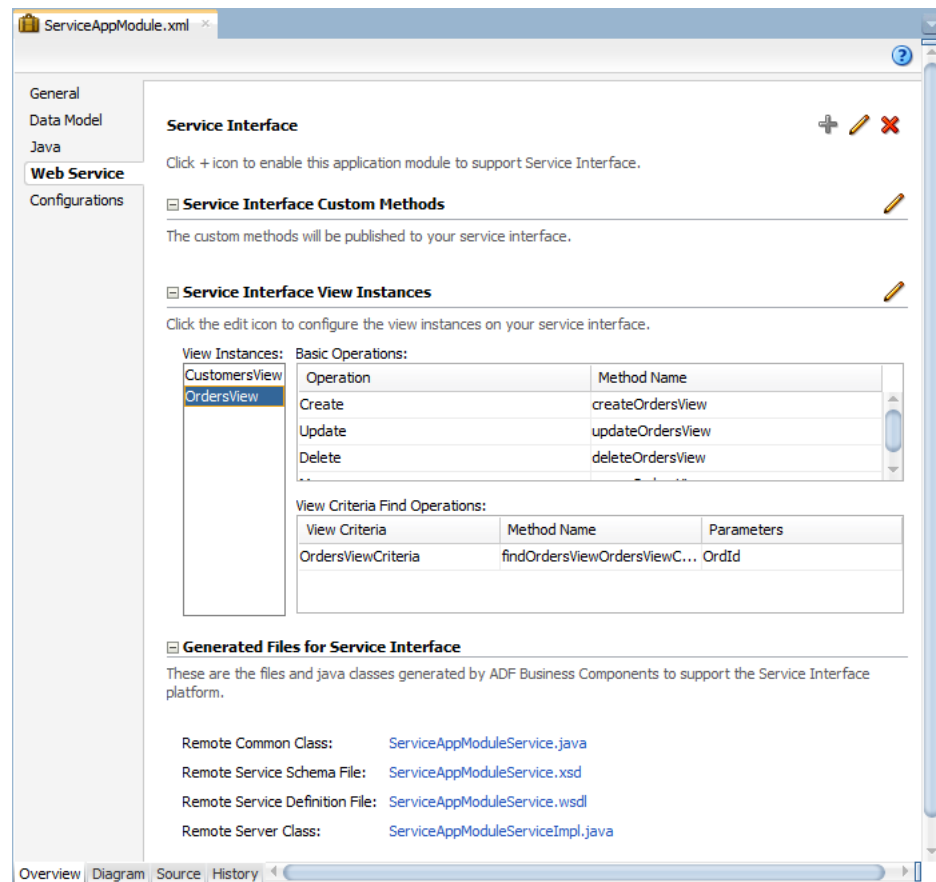 ServiceAppModule.xml
General
Data Model
Java
Web Service
Configurations
Service Interface
Click + icon to enable this application module to support Service Interface.
Service Interface Custom Methods
The custom methods will be published to your service interface.
Service Interface View Instances
Click the edit icon to configure the view instances on your service interface.
View Instances: Basic Operations:
CustomersView
OrdersView
Operation Method Name
Create createOrdersView
Update updateOrdersView
Delete deleteOrdersView
View Criteria Find Operations:
View Criteria Method Name Parameters
OrdersViewCriteria findOrdersViewOrdersViewC... OrdId
Generated Files for Service Interface
These are the files and java classes generated by ADF Business Components to support the Service Interface
platform.
Remote Common Class: ServiceAppModuleService.java
Remote Service Schema File: ServiceAppModuleService.xsd
Remote Service Definition File: ServiceAppModuleService.wsdl
Remote Server Class: ServiceAppModuleServiceImpl.java
Overview Diagram Source History